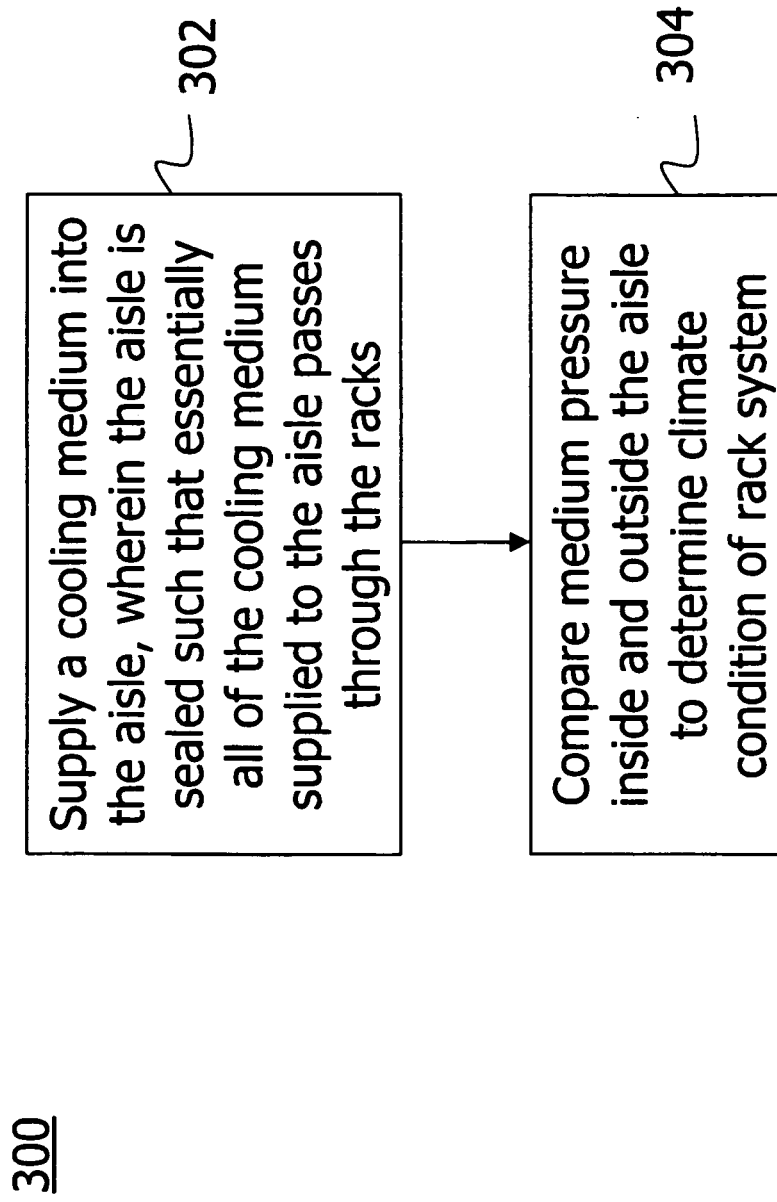 300
Supply a cooling medium into
the aisle, wherein the aisle is
sealed such that essentially
all of the cooling medium
supplied to the aisle passes
through the racks
302
Compare medium pressure
inside and outside the aisle
to determine climate
condition of rack system
304